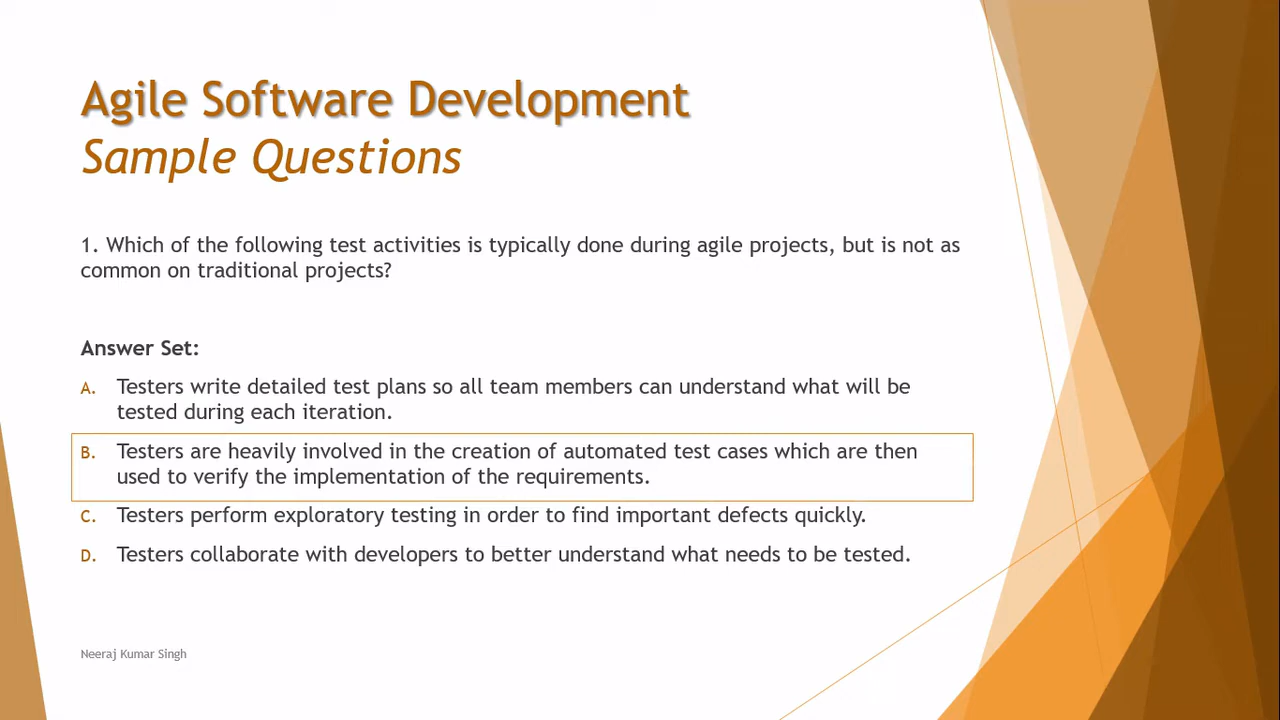 Agile Software Development
Sample Questions
1. Which of the following test activities is typically done during agile projects, but is not as
common on traditional projects?
Answer Set:
A. Testers write detailed test plans so all team members can understand what will be
tested during each iteration.
B. Testers are heavily involved in the creation of automated test cases which are then
used to verify the implementation of the requirements.
C. Testers perform exploratory testing in order to find important defects quickly.
D. Testers collaborate with developers to better understand what needs to be tested.
Neeraj Kumar Singh